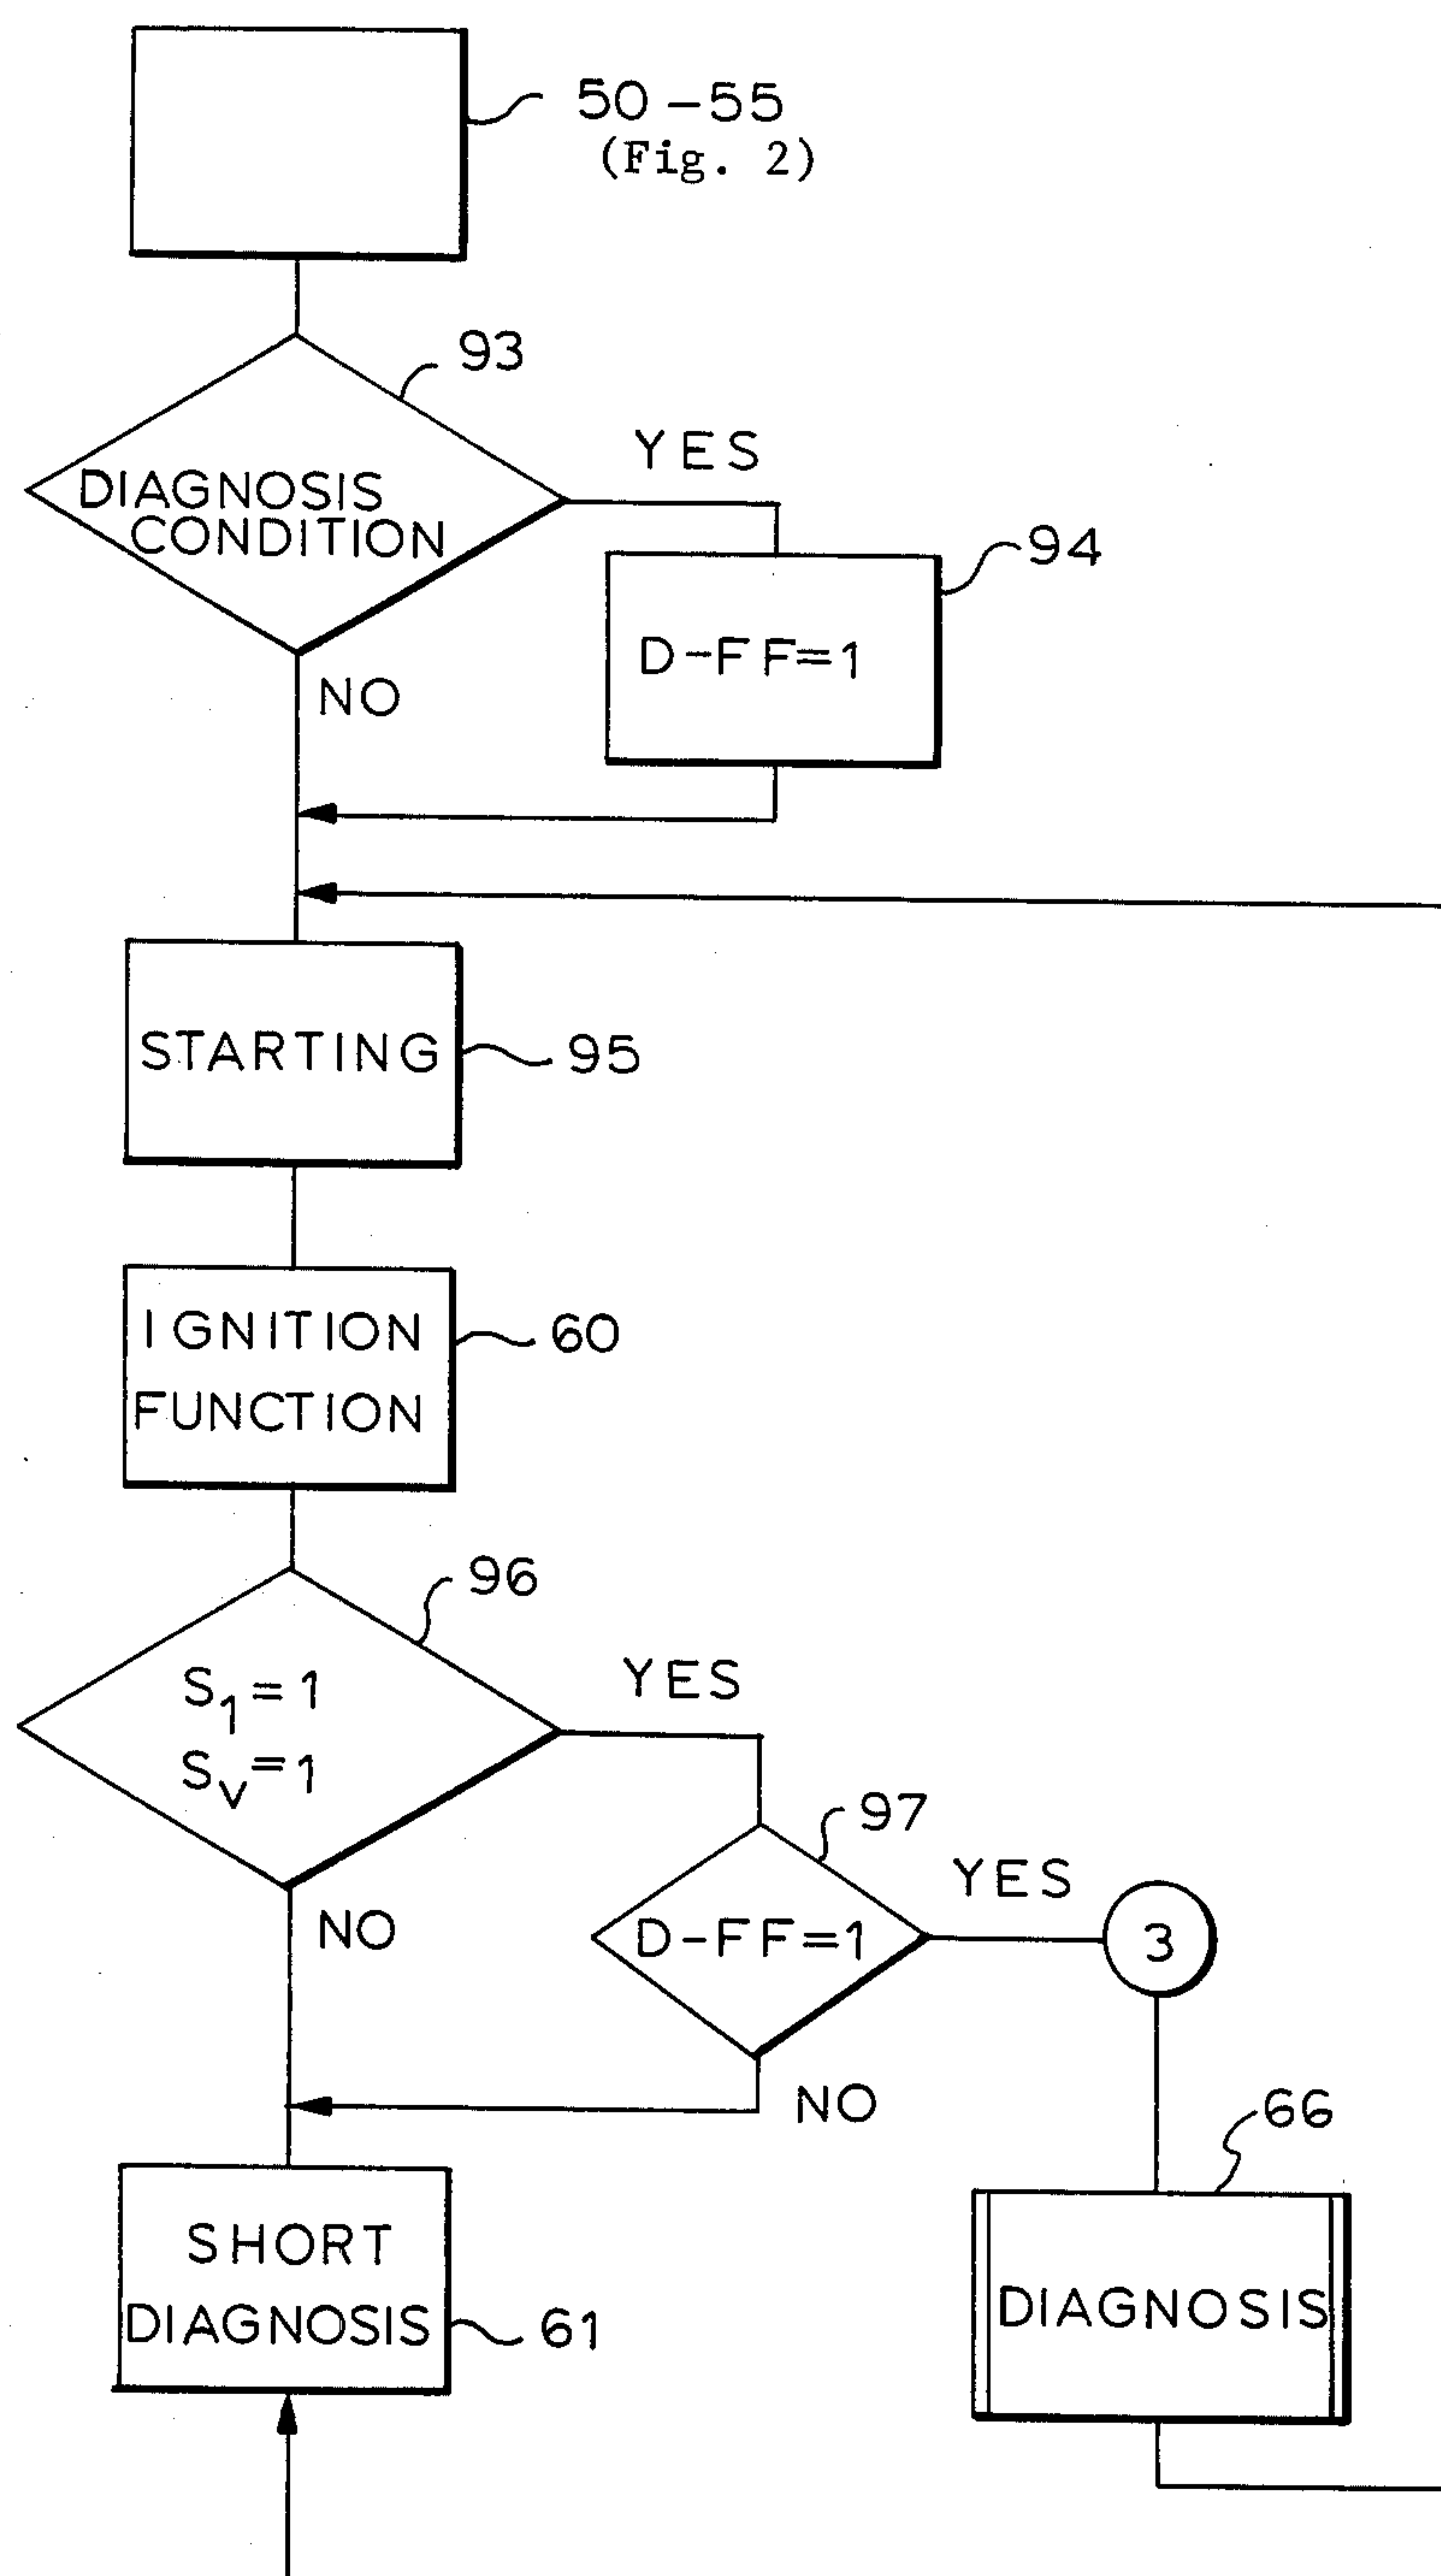 50-55
(Fig. 2)
93
YES
DIAGNOSIS
CONDITION
94
D-FF=1
NO
STARTING
95
IGNITION
FUNCTION
60
96
S1=1
SV=1
YES
97
YES
D-FF=1
3
NO
NO
66
SHORT
DIAGNOSIS
61
DIAGNOSIS